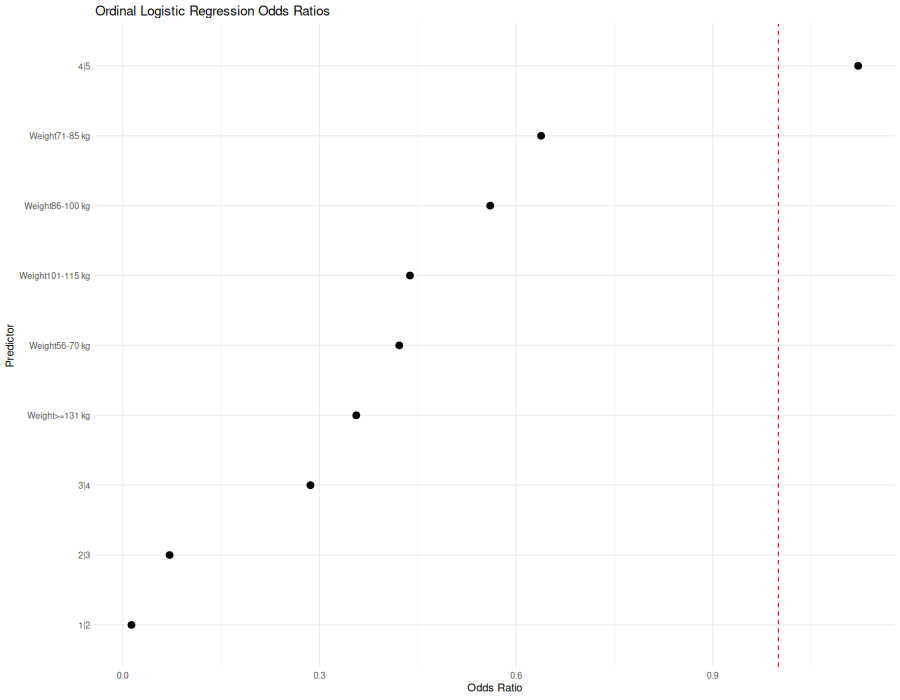 Ordinal Logistic Regression Odds Ratios
4|5
Weight71-85 kg
Weight86-100 kg
Weight101-115 kg
Weight56-70 kg
Weight>=131 kg
3|4
2|3
1|2
Predictor
0.0 0.3 0.6 0.9
Odds Ratio